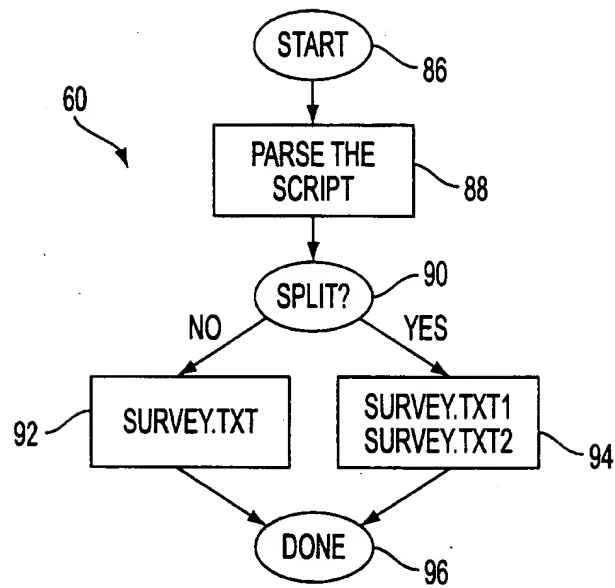 START
86
60
PARSE THE
SCRIPT
88
SPLIT?
90
NO
YES
SURVEY.TXT
92
SURVEY.TXT1
SURVEY.TXT2
94
DONE
96